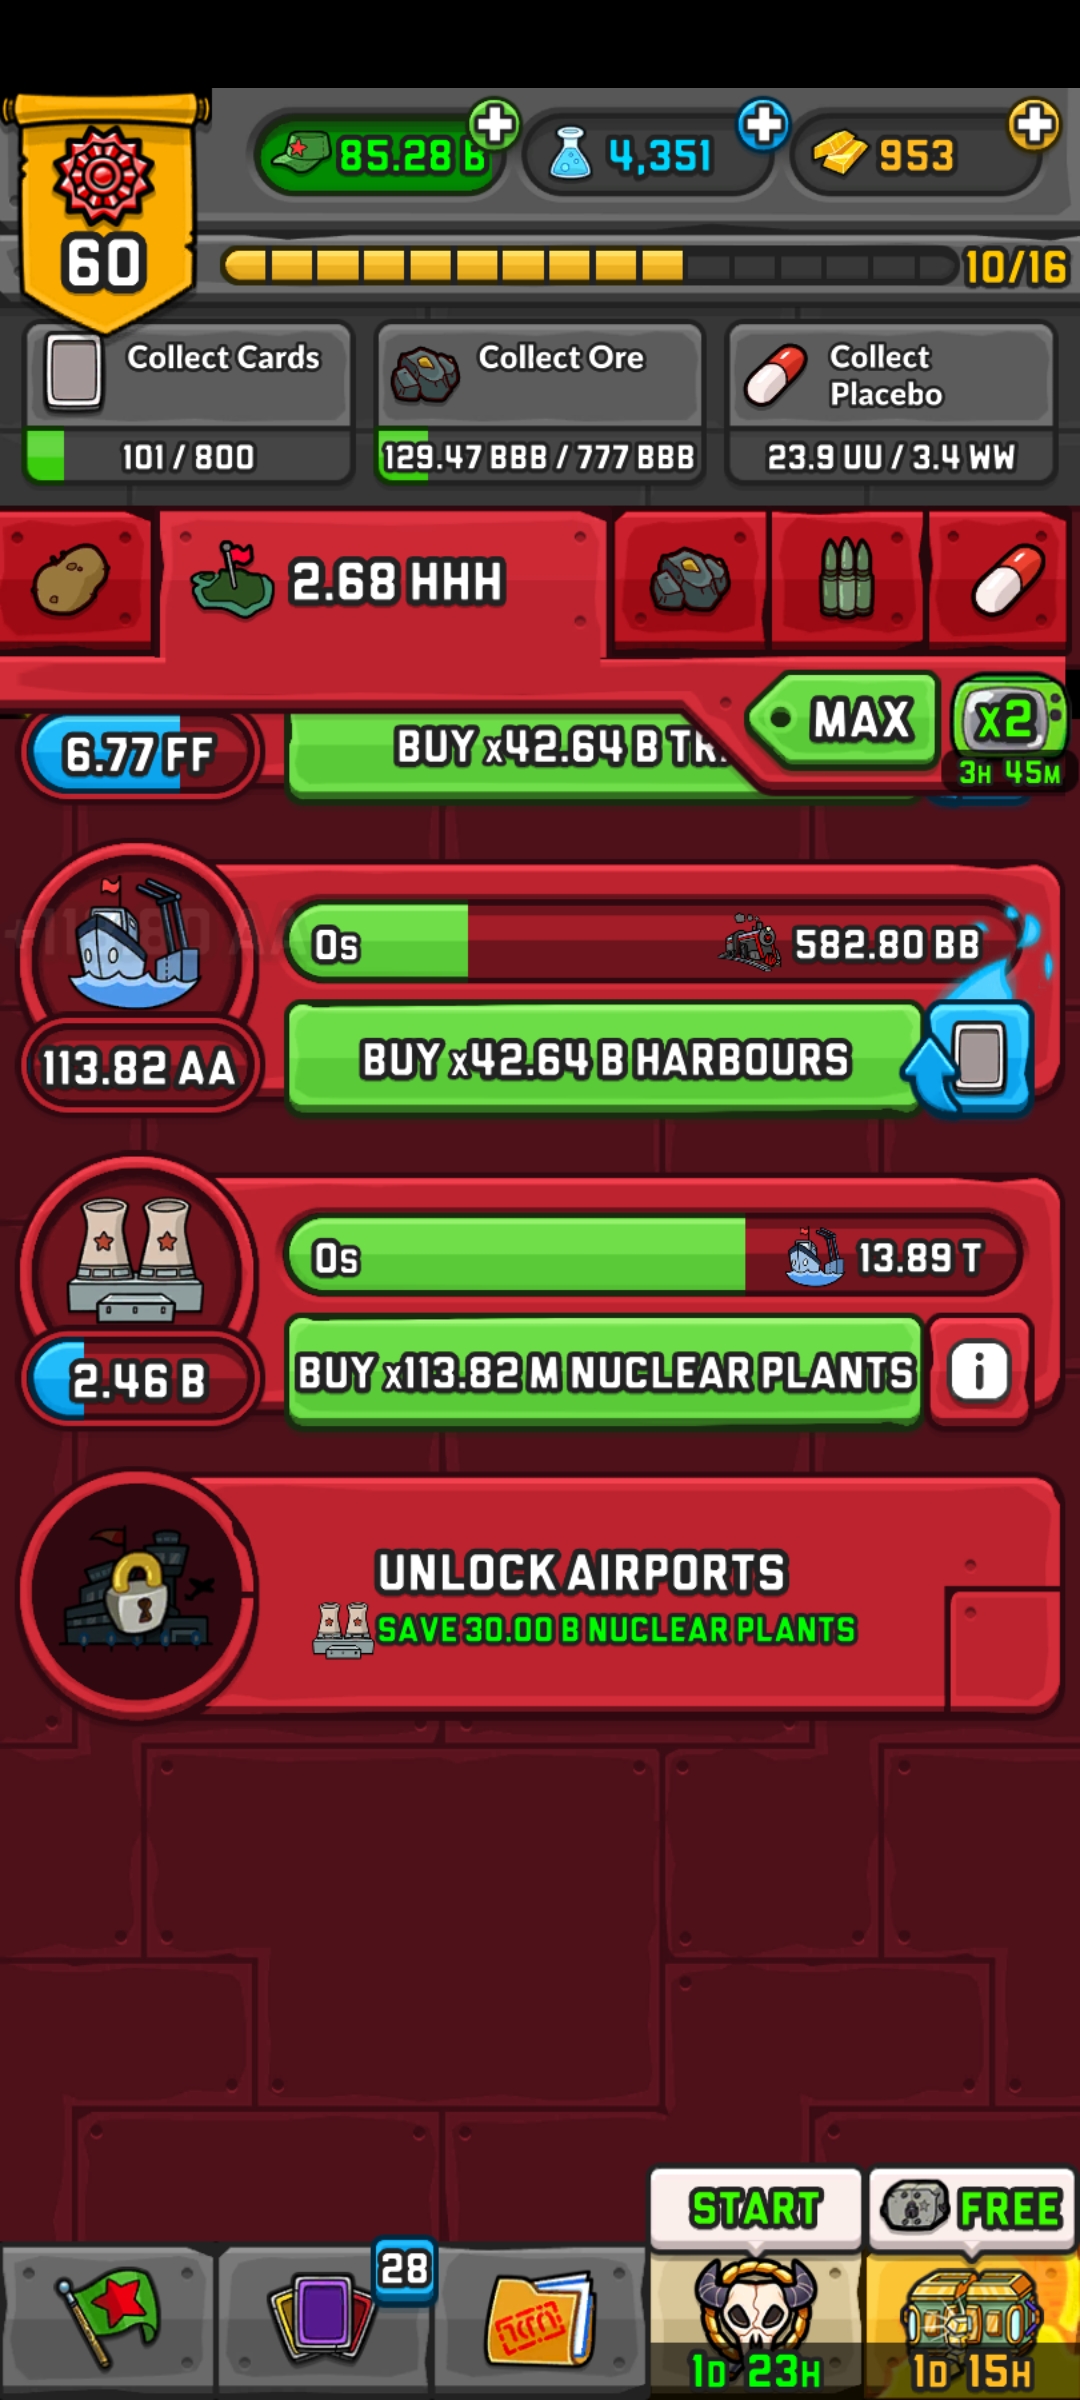 85.28 B
4,351
953
60
10/16
Collect Cards
101 / 800
Collect Ore
129.47 BBB / 777 BBB
Collect
Placebo
23.9 UU / 3.4 WW
2.68 HHH
MAX
x2
3H 45M
6.77 FF
BUY x42.64 B
0s
582.80 BB
113.82 AA
BUY x42.64 B HARBOURS
0s
13.89 T
2.46 B
BUY x113.82 M NUCLEAR PLANTS
i
UNLOCK AIRPORTS
SAVE 30.00 B NUCLEAR PLANTS
START
FREE
28
1D 23H
1D 15H